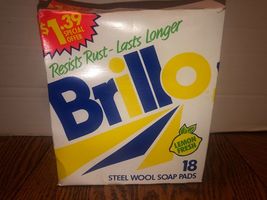 $1.39
SPECIAL
OFFER
Resists Rust-Lasts Longer
Brillo
LEMON
FRESH
18
STEEL WOOL SOAP PADS